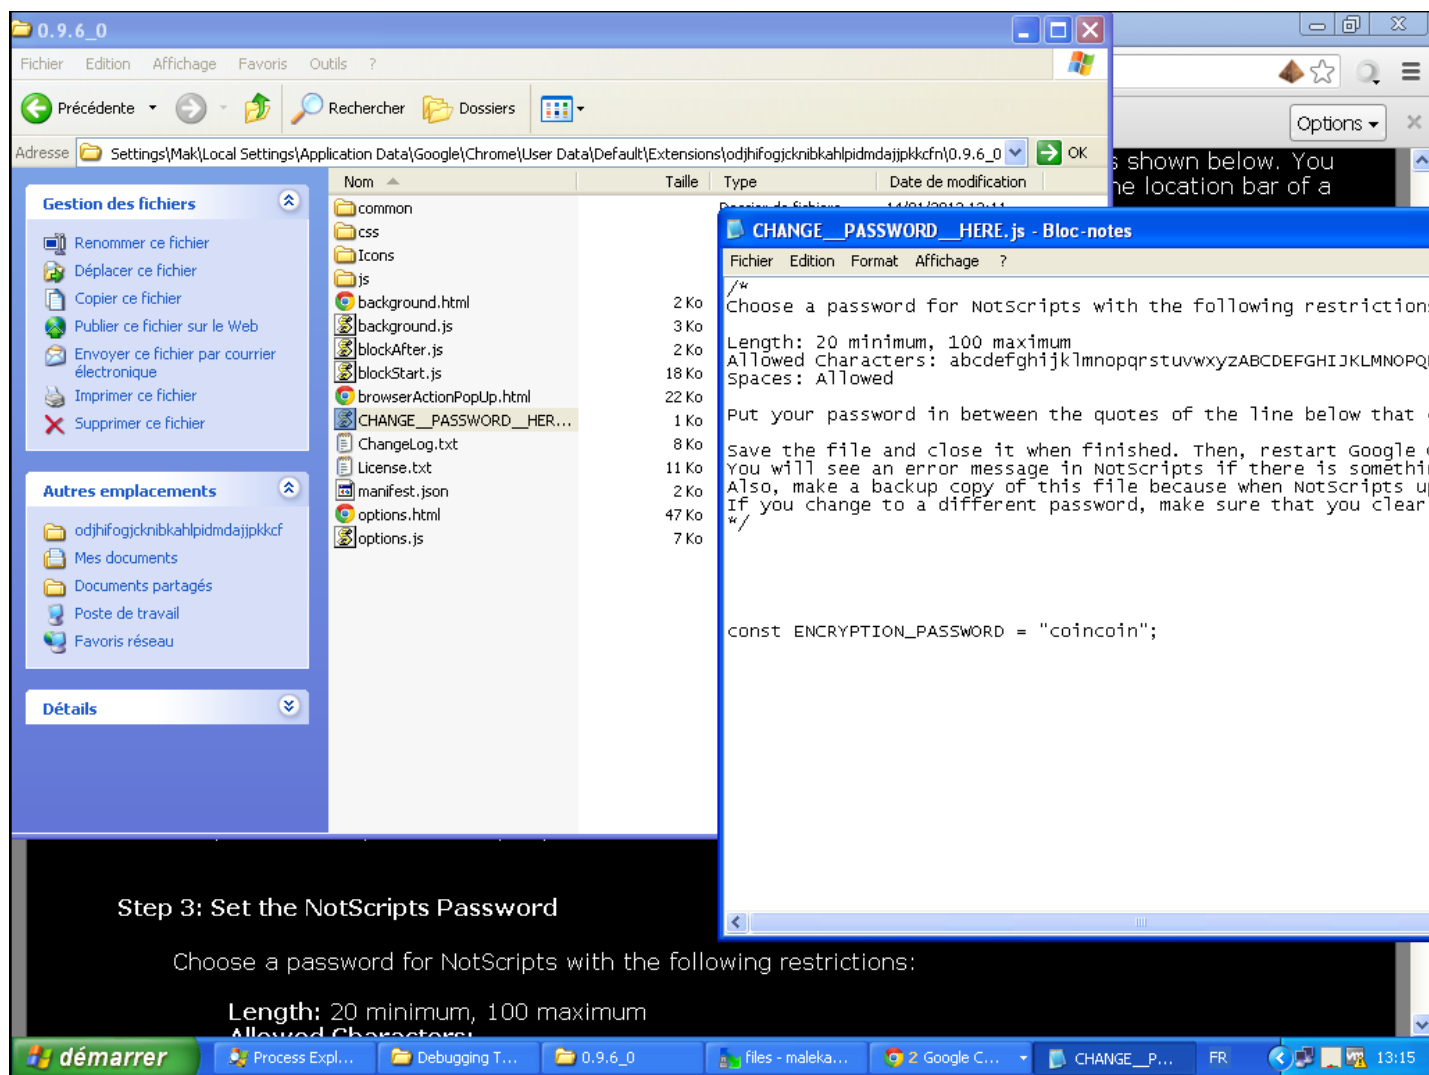 0.9.6_0
Fichier Edition Affichage Favoris Outils ?
Précédente Rechercher Dossiers
Options
Adresse Settings\Mak\Local Settings\Application Data\Google\Chrome\User Data\Default\Extensions\odjhifogjcknibkahlpidmdajjpkkcfn\0.9.6_0 OK
shown below. You
location bar of a
Nom Taille Type Date de modification
Gestion des fichiers
Renommer ce fichier
Déplacer ce fichier
Copier ce fichier
Publier ce fichier sur le Web
Envoyer ce fichier par courrier
électronique
Imprimer ce fichier
Supprimer ce fichier
Autres emplacements
odjhifogjcknibkahlpidmdajjpkkcf
Mes documents
Documents partagés
Poste de travail
Favoris réseau
Détails
common
css
Icons
js
background.html 2 Ko
background.js 3 Ko
blockAfter.js 2 Ko
blockStart.js 18 Ko
browserActionPopUp.html 22 Ko
CHANGE__PASSWORD__HER... 1 Ko
ChangeLog.txt 8 Ko
License.txt 11 Ko
manifest.json 2 Ko
options.html 47 Ko
options.js 7 Ko
CHANGE__PASSWORD__HERE.js - Bloc-notes
Fichier Edition Format Affichage ?
/*
Choose a password for NotScripts with the following restrictions
Length: 20 minimum, 100 maximum
Allowed Characters: abcdefghijklmnopqrstuvwxyzABCDEFGHIJKLMNOPQ
Spaces: Allowed
Put your password in between the quotes of the line below that
Save the file and close it when finished. Then, restart Google
You will see an error message in NotScripts if there is somethin
Also, make a backup copy of this file because when NotScripts up
If you change to a different password, make sure that you clear
*/
const ENCRYPTION_PASSWORD = "coincoin";
Step 3: Set the NotScripts Password
Choose a password for NotScripts with the following restrictions:
Length: 20 minimum, 100 maximum
Allowed Characters:
démarrer Process Expl... Debugging T... 0.9.6_0 files - maleka... 2 Google C... CHANGE__P... FR 13:15